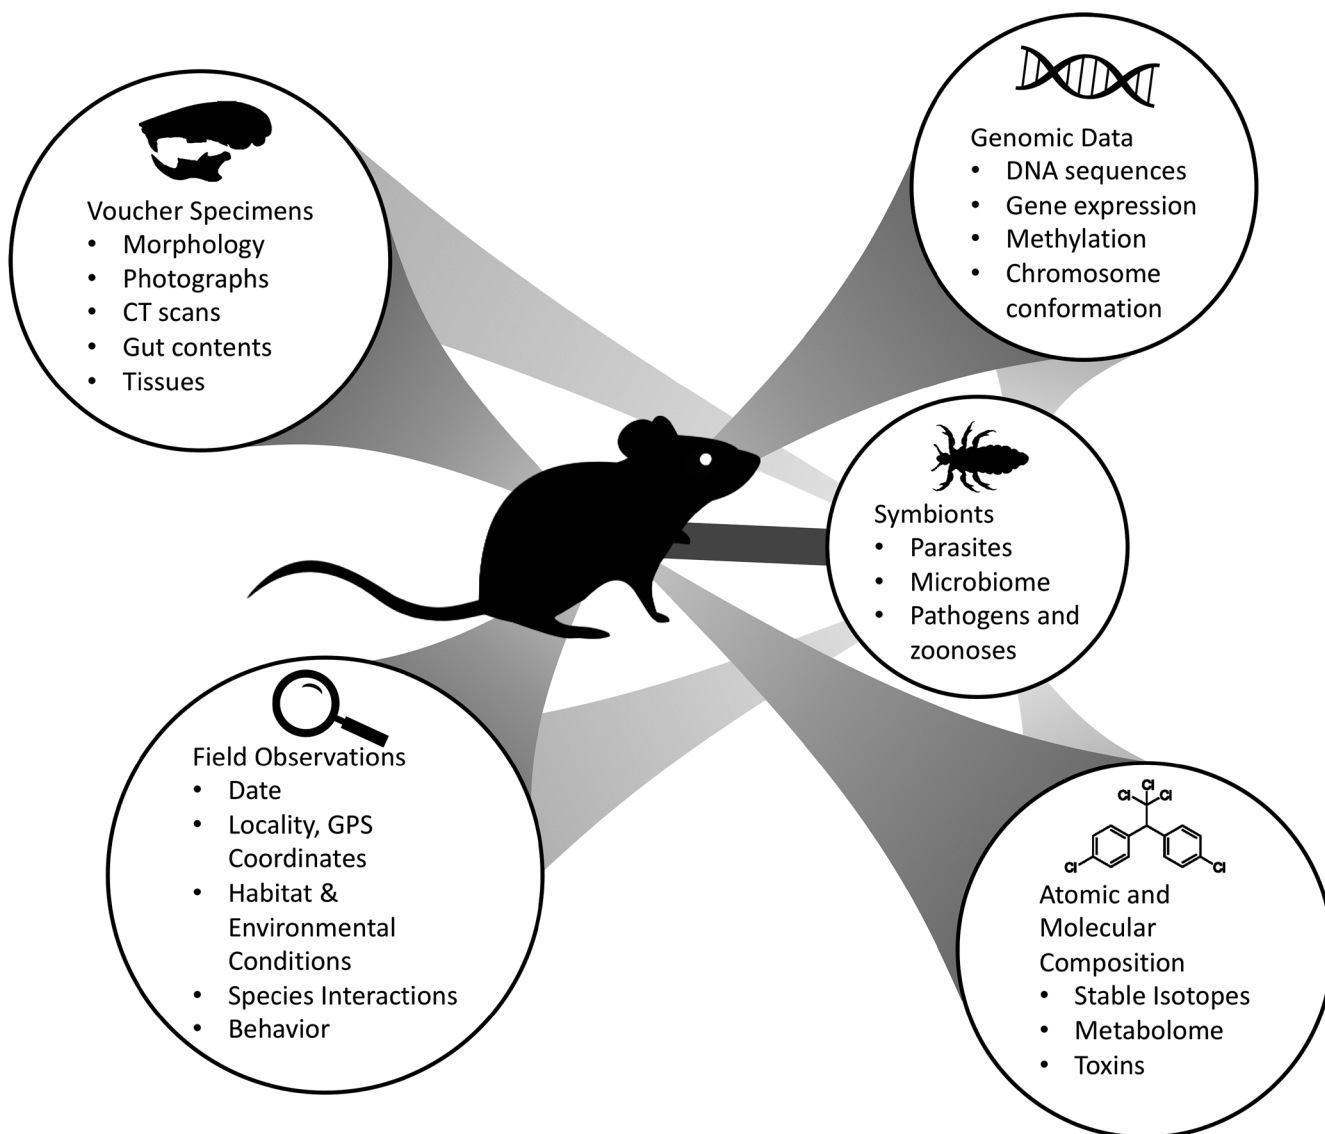 Voucher Specimens
• Morphology
• Photographs
• CT scans
• Gut contents
• Tissues
Genomic Data
• DNA sequences
• Gene expression
• Methylation
• Chromosome
conformation
Symbionts
• Parasites
• Microbiome
• Pathogens and
zoonoses
Field Observations
• Date
• Locality, GPS
Coordinates
• Habitat &
Environmental
Conditions
• Species Interactions
• Behavior
Cl
Cl Cl
Cl Cl
Atomic and
Molecular
Composition
• Stable Isotopes
• Metabolome
• Toxins